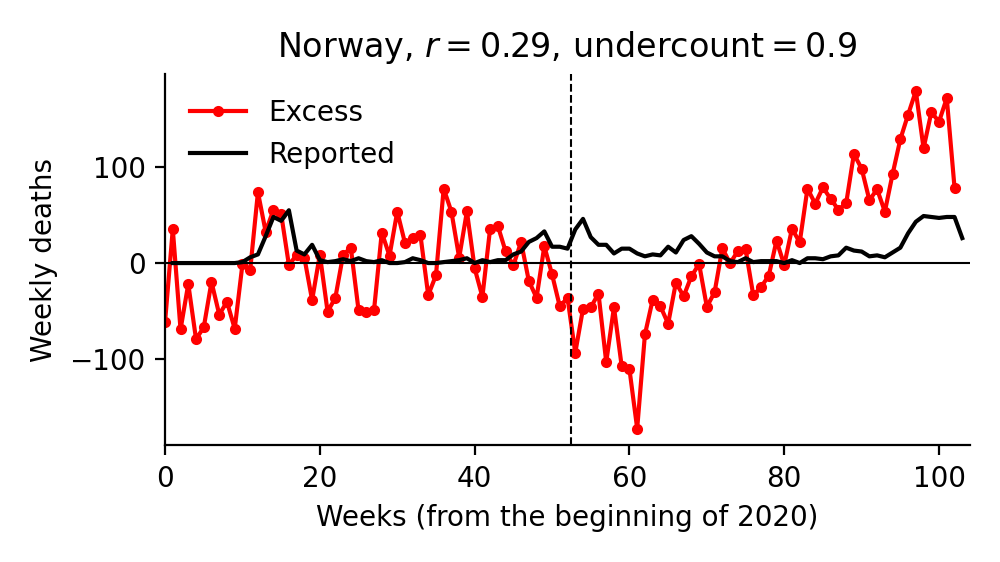 Norway, r = 0.29, undercount = 0.9
Excess
Reported
Weekly deaths
100
0
−100
0 20 40 60 80 100
Weeks (from the beginning of 2020)